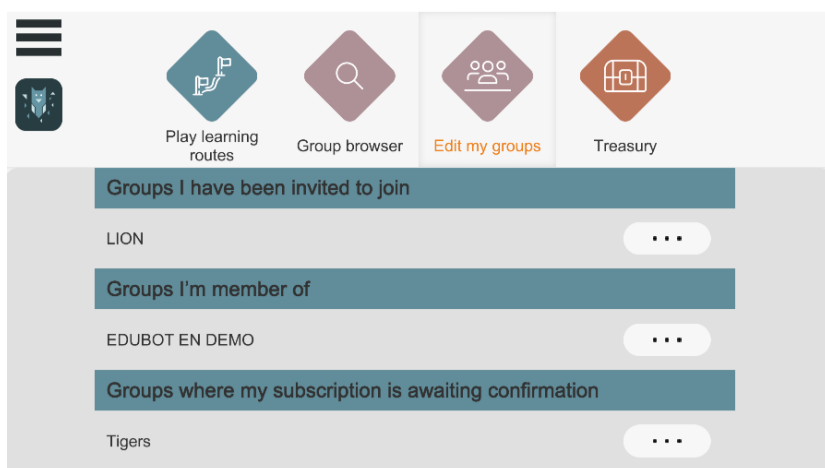 Play learning
routes
Group browser
Edit my groups
Treasury
Groups I have been invited to join
LION
Groups I'm member of
EDUBOT EN DEMO
Groups where my subscription is awaiting confirmation
Tigers